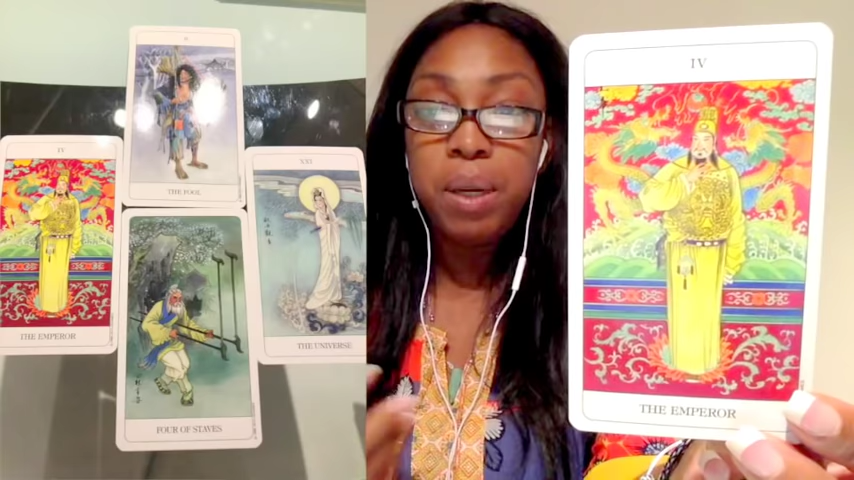 THE FOOL
IV
THE EMPEROR
XXI
THE UNIVERSE
FOUR OF STAVES
IV
THE EMPEROR